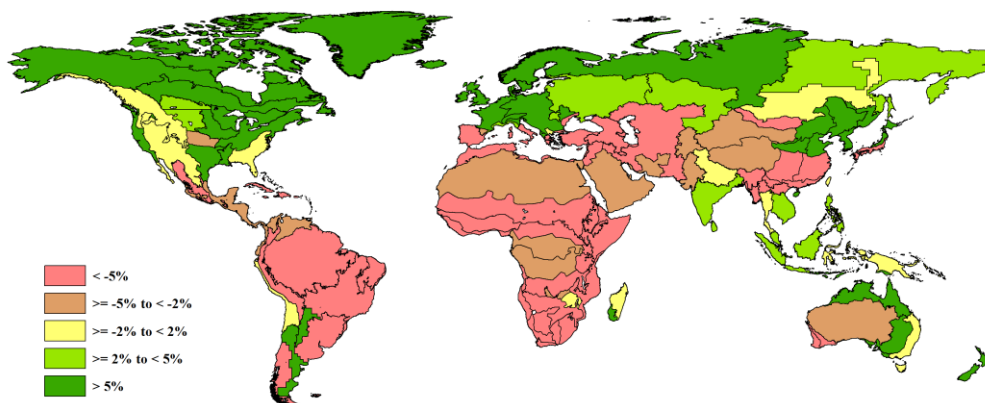 < -5%
>= -5% to < -2%
>= -2% to < 2%
>= 2% to < 5%
> 5%